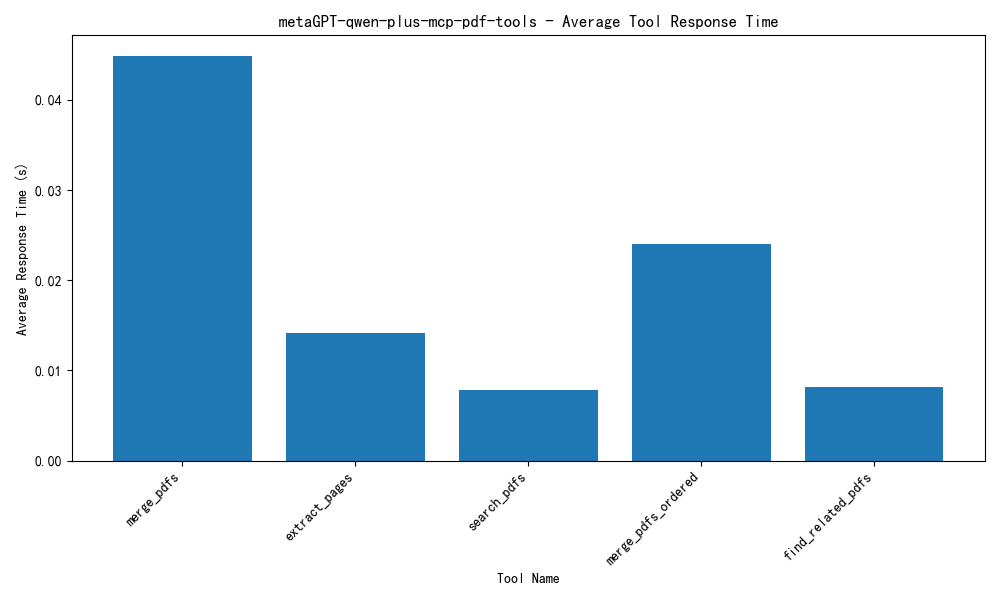 metaGPT-qwen-plus-mcp-pdf-tools - Average Tool Response Time
Average Response Time (s)
0.04
0.03
0.02
0.01
0.00
merge_pdfs
extract_pages
search_pdfs
merge_pdfs_ordered
find_related_pdfs
Tool Name